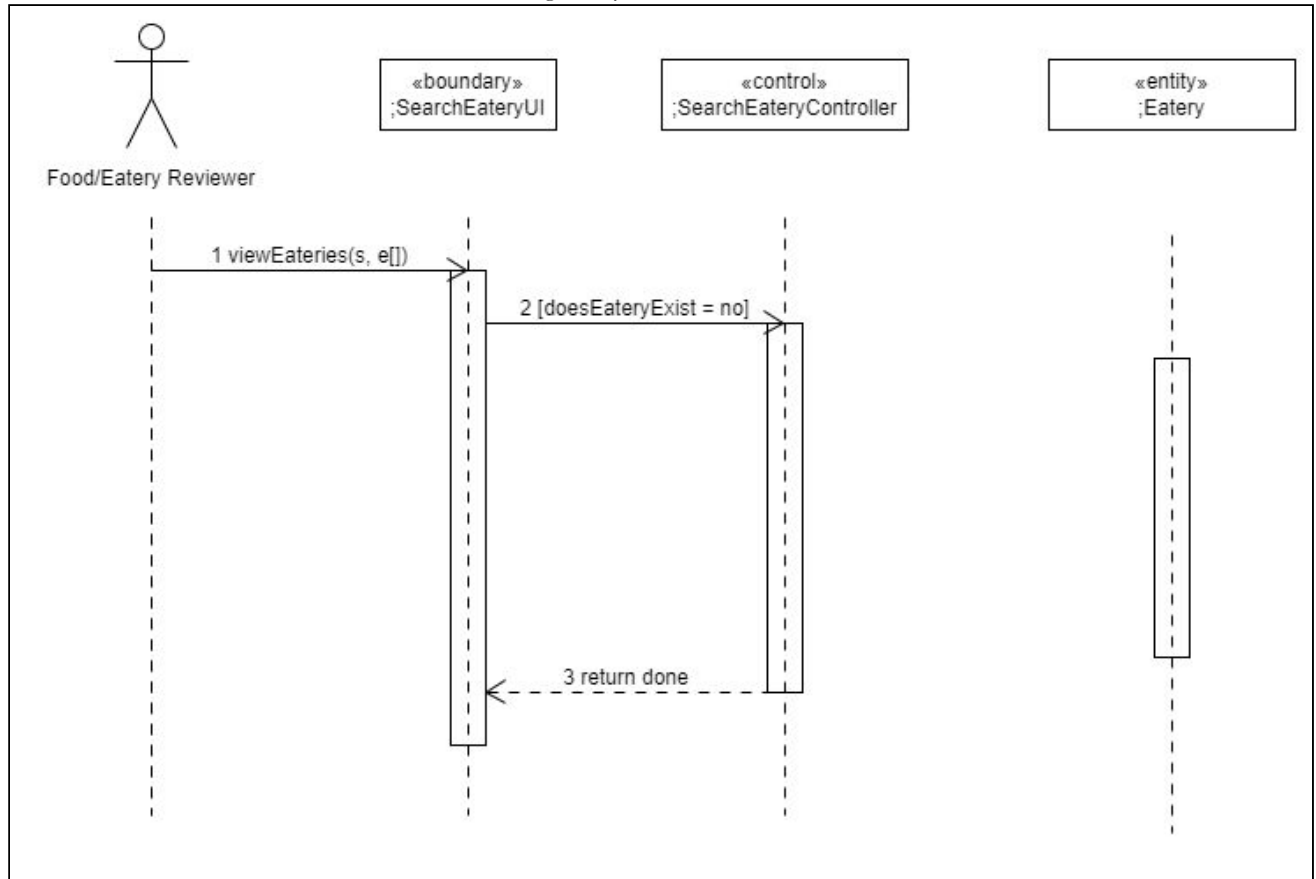 «boundary»
;SearchEateryUI
«control»
;SearchEateryController
«entity»
;Eatery
Food/Eatery Reviewer
1 viewEateries(s, e[])
2 [doesEateryExist = no]
3 return done